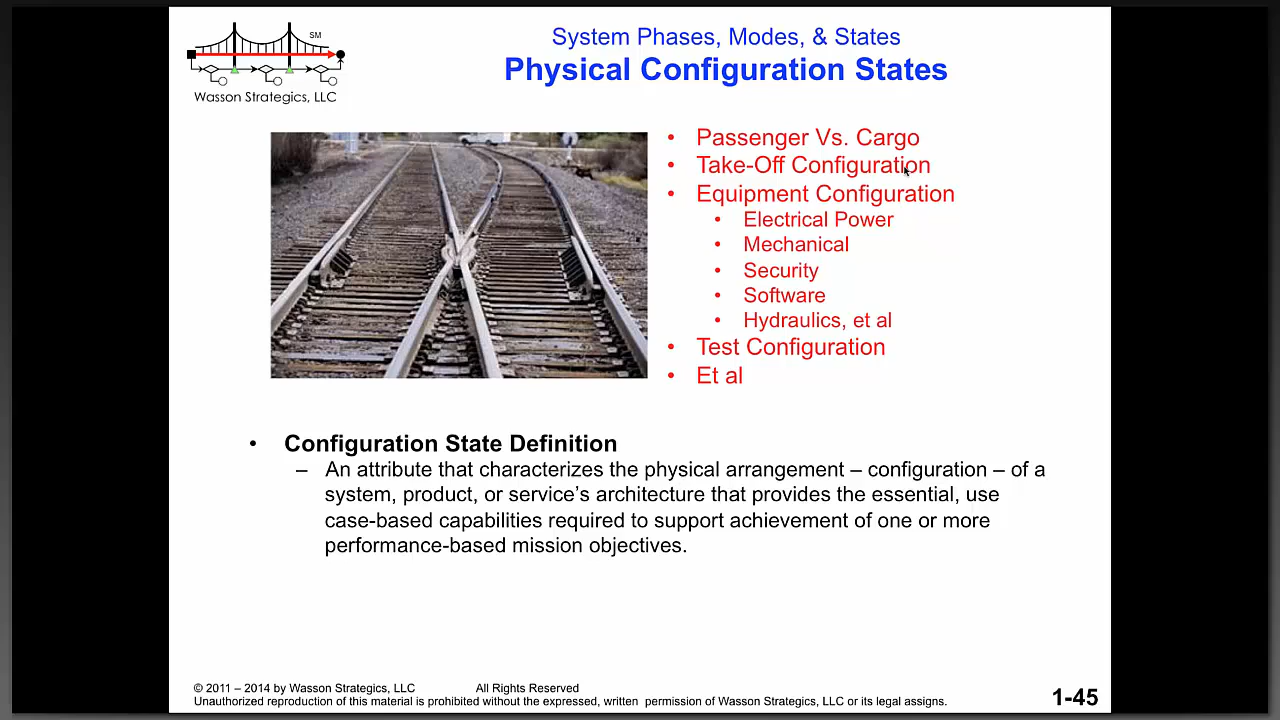 SM
Wasson Strategics, LLC
System Phases, Modes, & States
Physical Configuration States
• Passenger Vs. Cargo
• Take-Off Configuration
• Equipment Configuration
• Electrical Power
• Mechanical
• Security
• Software
• Hydraulics, et al
• Test Configuration
• Et al
• Configuration State Definition
– An attribute that characterizes the physical arrangement – configuration – of a
system, product, or service’s architecture that provides the essential, use
case-based capabilities required to support achievement of one or more
performance-based mission objectives.
© 2011 – 2014 by Wasson Strategics, LLC All Rights Reserved
Unauthorized reproduction of this material is prohibited without the expressed, written permission of Wasson Strategics, LLC or its legal assigns.
1-45